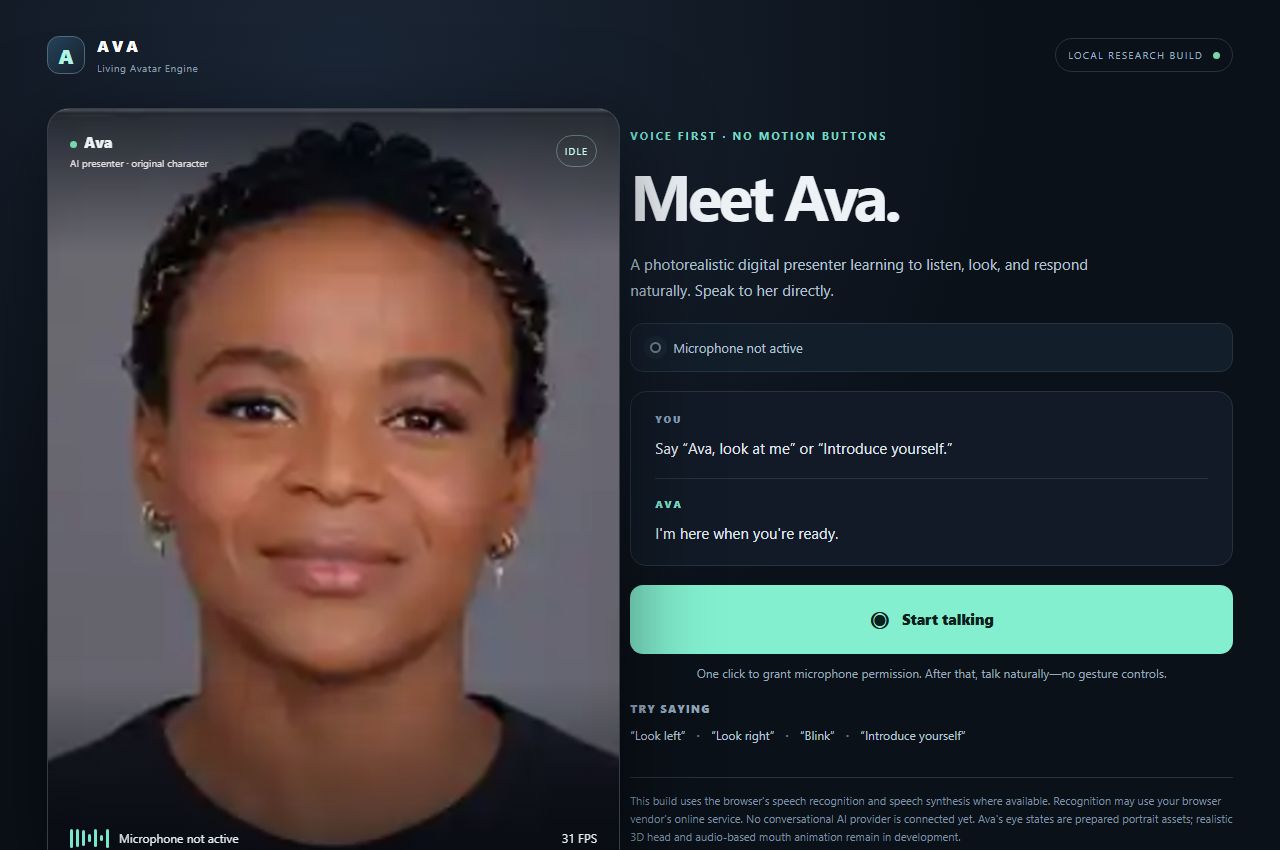 A
AVA
Living Avatar Engine
LOCAL RESEARCH BUILD
Ava
AI presenter · original character
IDLE
Microphone not active
31 FPS
VOICE FIRST · NO MOTION BUTTONS
Meet Ava.
A photorealistic digital presenter learning to listen, look, and respond
naturally. Speak to her directly.
Microphone not active
YOU
Say “Ava, look at me” or “Introduce yourself.”
AVA
I'm here when you're ready.
Start talking
One click to grant microphone permission. After that, talk naturally—no gesture controls.
TRY SAYING
“Look left” · “Look right” · “Blink” · “Introduce yourself”
This build uses the browser's speech recognition and speech synthesis where available. Recognition may use your browser
vendor's online service. No conversational AI provider is connected yet. Ava's eye states are prepared portrait assets; realistic
3D head and audio-based mouth animation remain in development.